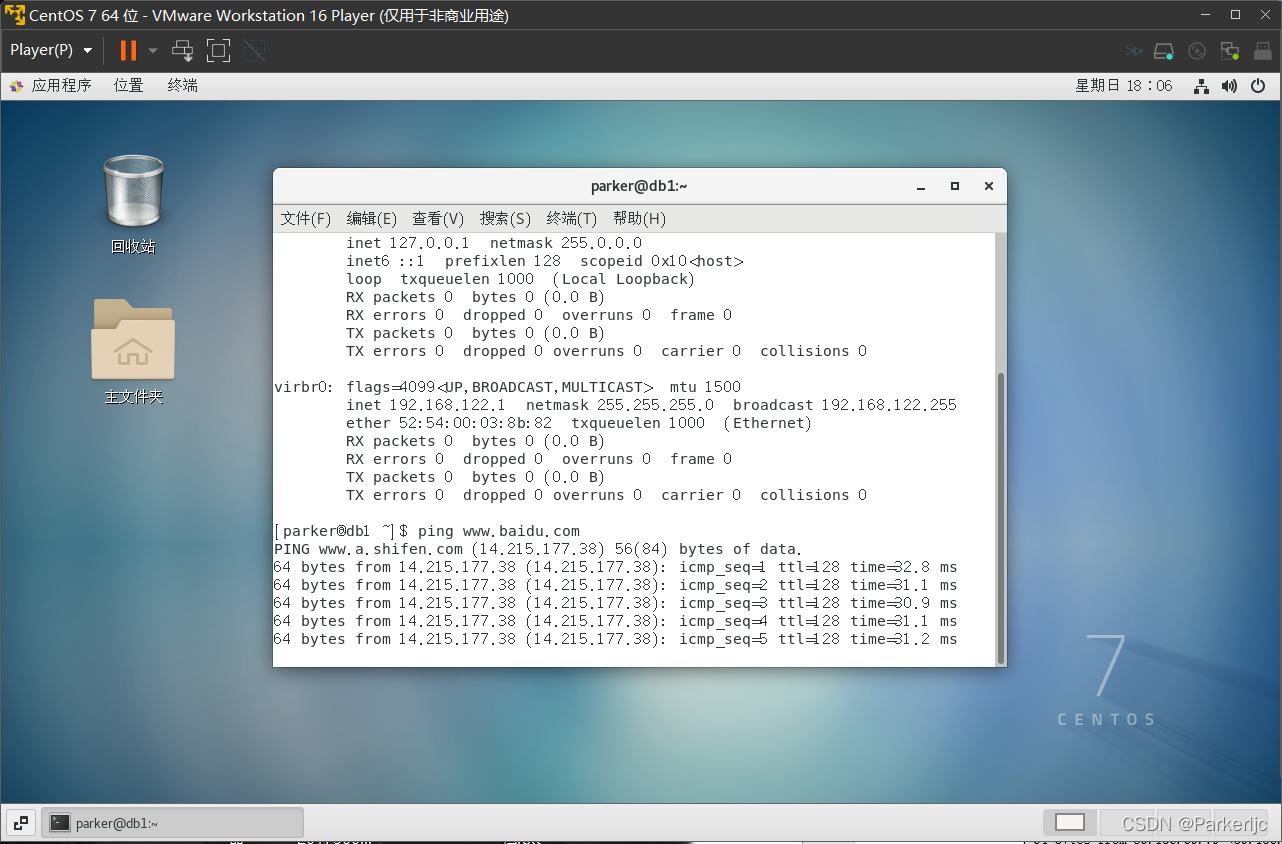 CentOS 7 64 位 - VMware Workstation 16 Player (仅用于非商业用途)
Player(P)
应用程序 位置 终端 星期日 18：06
回收站
主文件夹
parker@db1:~
文件(F) 编辑(E) 查看(V) 搜索(S) 终端(T) 帮助(H)
inet 127.0.0.1 netmask 255.0.0.0
inet6 ::1 prefixlen 128 scopeid 0x10<host>
loop txqueuelen 1000 (Local Loopback)
RX packets 0 bytes 0 (0.0 B)
RX errors 0 dropped 0 overruns 0 frame 0
TX packets 0 bytes 0 (0.0 B)
TX errors 0 dropped 0 overruns 0 carrier 0 collisions 0
virbr0: flags=4099<UP,BROADCAST,MULTICAST> mtu 1500
inet 192.168.122.1 netmask 255.255.255.0 broadcast 192.168.122.255
ether 52:54:00:03:8b:82 txqueuelen 1000 (Ethernet)
RX packets 0 bytes 0 (0.0 B)
RX errors 0 dropped 0 overruns 0 frame 0
TX packets 0 bytes 0 (0.0 B)
TX errors 0 dropped 0 overruns 0 carrier 0 collisions 0
[parker@db1 ~]$ ping www.baidu.com
PING www.a.shifen.com (14.215.177.38) 56(84) bytes of data.
64 bytes from 14.215.177.38 (14.215.177.38): icmp_seq=1 ttl=128 time=32.8 ms
64 bytes from 14.215.177.38 (14.215.177.38): icmp_seq=2 ttl=128 time=31.1 ms
64 bytes from 14.215.177.38 (14.215.177.38): icmp_seq=3 ttl=128 time=30.9 ms
64 bytes from 14.215.177.38 (14.215.177.38): icmp_seq=4 ttl=128 time=31.1 ms
64 bytes from 14.215.177.38 (14.215.177.38): icmp_seq=5 ttl=128 time=31.2 ms
7
CENTOS
parker@db1:~
CSDN @Parkerljc